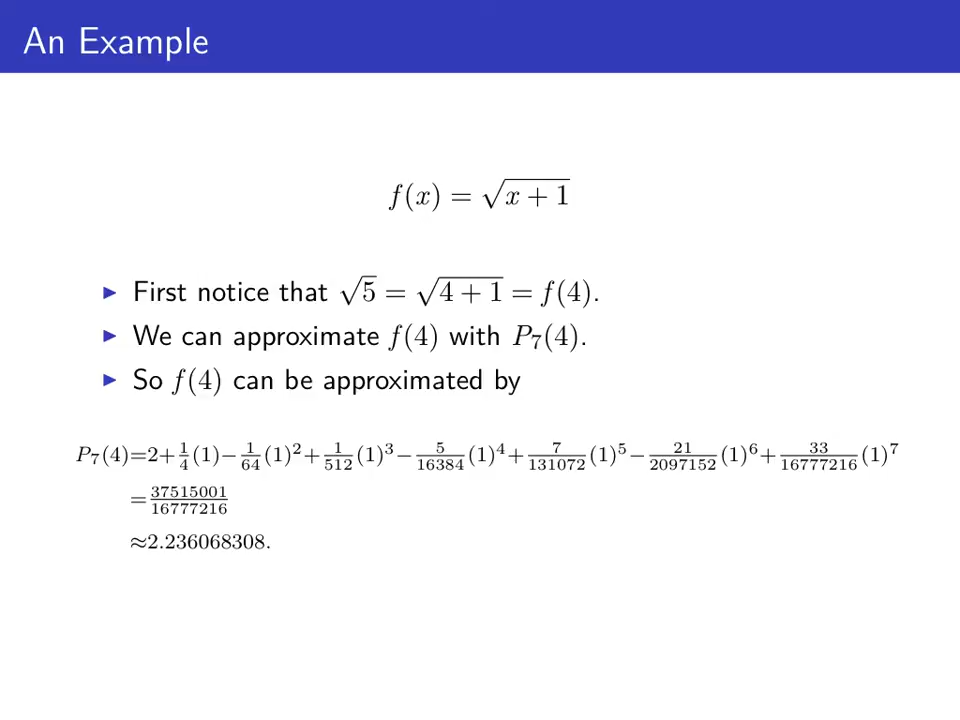 An Example
f(x) = √(x + 1)
▶ First notice that √5 = √(4 + 1) = f(4).
▶ We can approximate f(4) with P₇(4).
▶ So f(4) can be approximated by
P₇(4)=2+1/4(1)−1/64(1)²+1/512(1)³−5/16384(1)⁴+7/131072(1)⁵−21/2097152(1)⁶+33/16777216(1)⁷
=37515001/16777216
≈2.236068308.